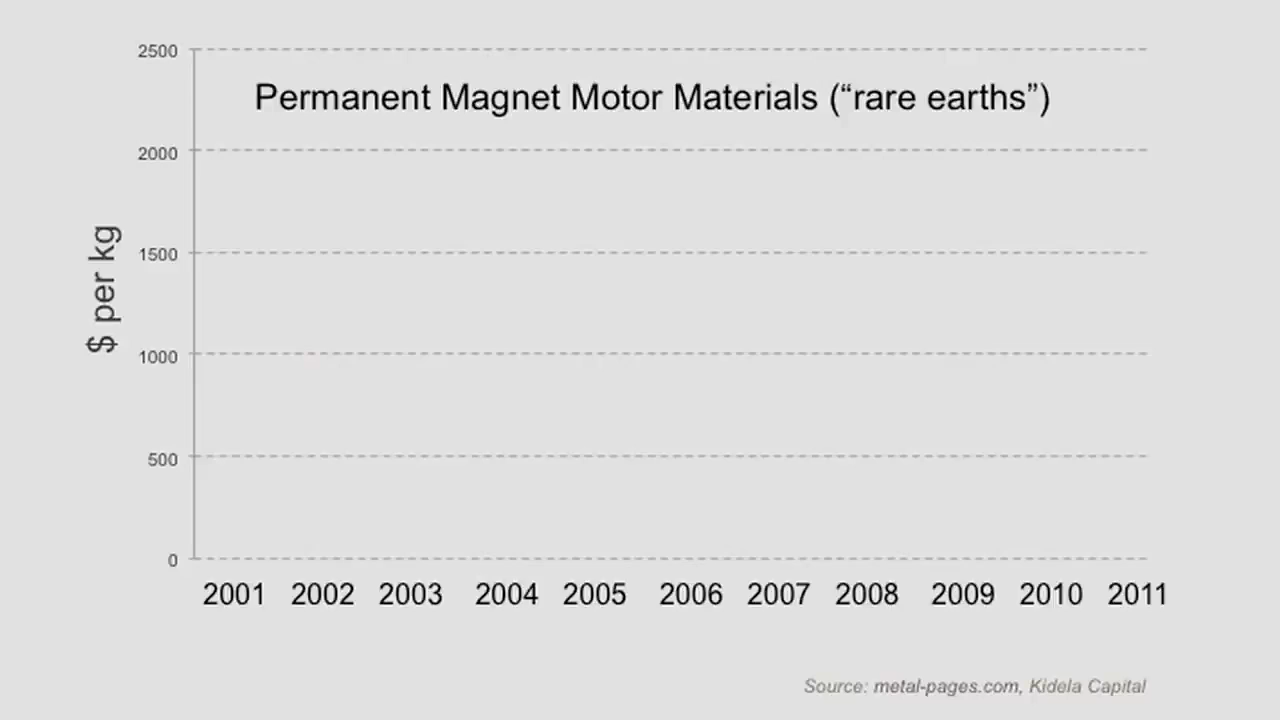 2500
Permanent Magnet Motor Materials (“rare earths”)
2000
$ per kg
1500
1000
500
0
2001 2002 2003 2004 2005 2006 2007 2008 2009 2010 2011
Source: metal-pages.com, Kidela Capital